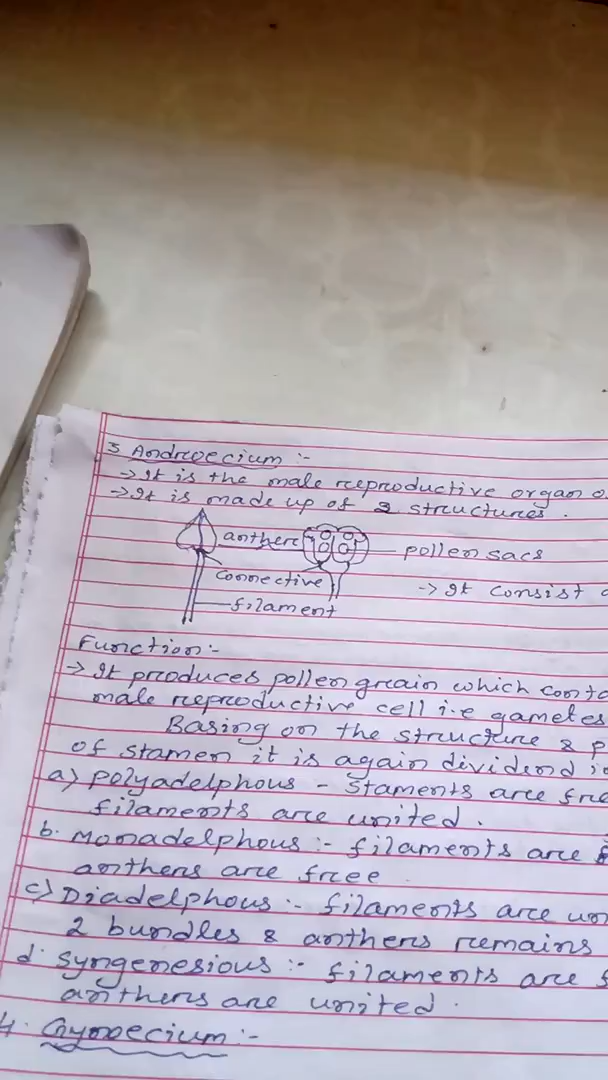 3 Androecium :-
→ It is the male reproductive organ o
→ It is made up of 2 structures.
anther
pollen sacs
connective
→ It consist
filament
Function :-
→ It produces pollen grain which conta
male reproductive cell i.e gametes
Basing on the structure & p
of stamen it is again dividend i
a) Polyadelphous - staments are fre
filaments are united.
b. Monadelphous :- filaments are
anthers are free
c) Diadelphous :- filaments are un
2 bundles & anthers remains
d. Syngenesious :- filaments are f
anthers are united.
4. Gynoecium :-